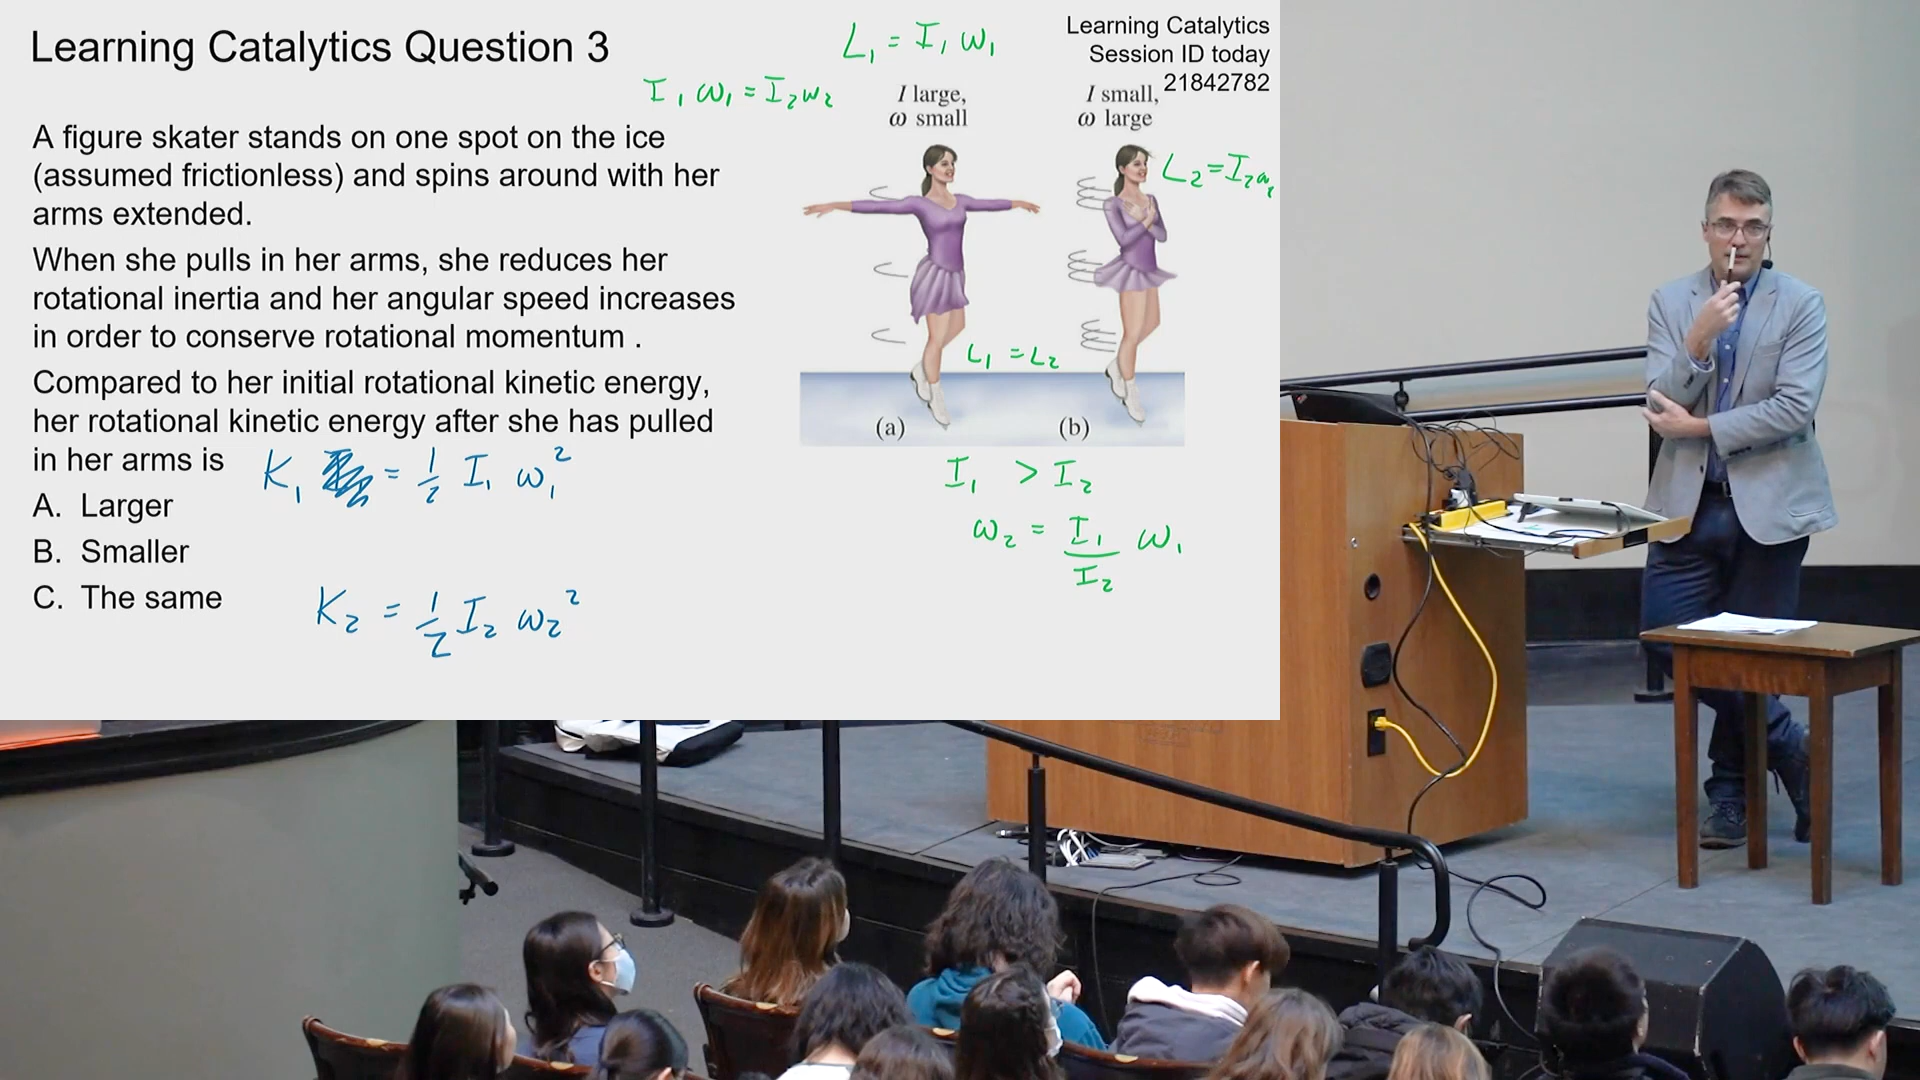 Learning Catalytics Question 3
L₁ = I₁ ω₁
Learning Catalytics
Session ID today
21842782
I₁ ω₁ = I₂ω₂
I large,
ω small
I small,
ω large
A figure skater stands on one spot on the ice
(assumed frictionless) and spins around with her
arms extended.
L₂=I₂ω₂
When she pulls in her arms, she reduces her
rotational inertia and her angular speed increases
in order to conserve rotational momentum .
L₁ = L₂
Compared to her initial rotational kinetic energy,
her rotational kinetic energy after she has pulled
in her arms is
(a)
(b)
K₁ = 1/2 I₁ ω₁²
I₁ > I₂
A. Larger
ω₂ = I₁/I₂ ω₁
B. Smaller
C. The same
K₂ = 1/2 I₂ ω₂²